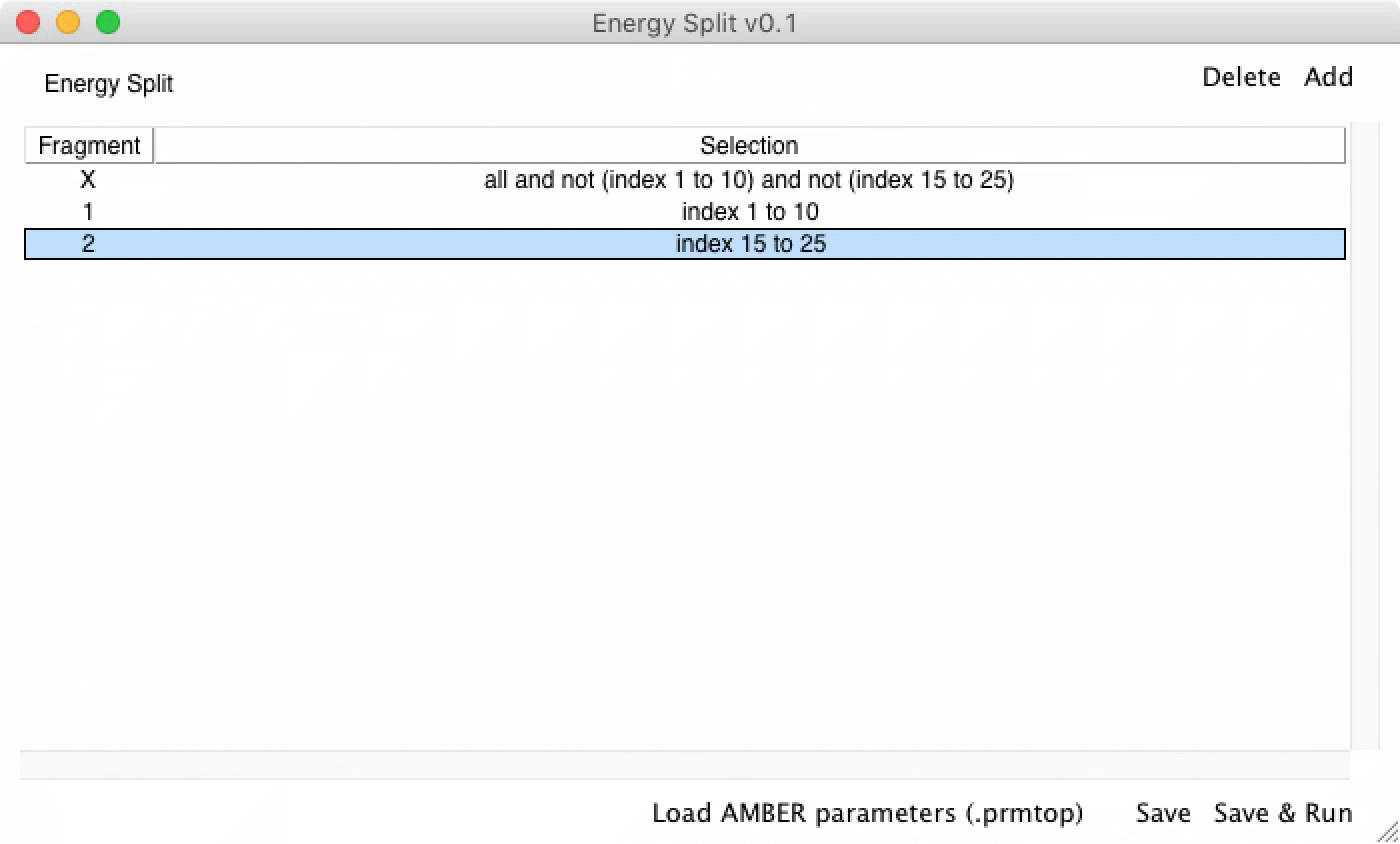 Energy Split v0.1
Energy Split
Delete Add
Fragment Selection
X all and not (index 1 to 10) and not (index 15 to 25)
1 index 1 to 10
2 index 15 to 25
Load AMBER parameters (.prmtop) Save Save & Run